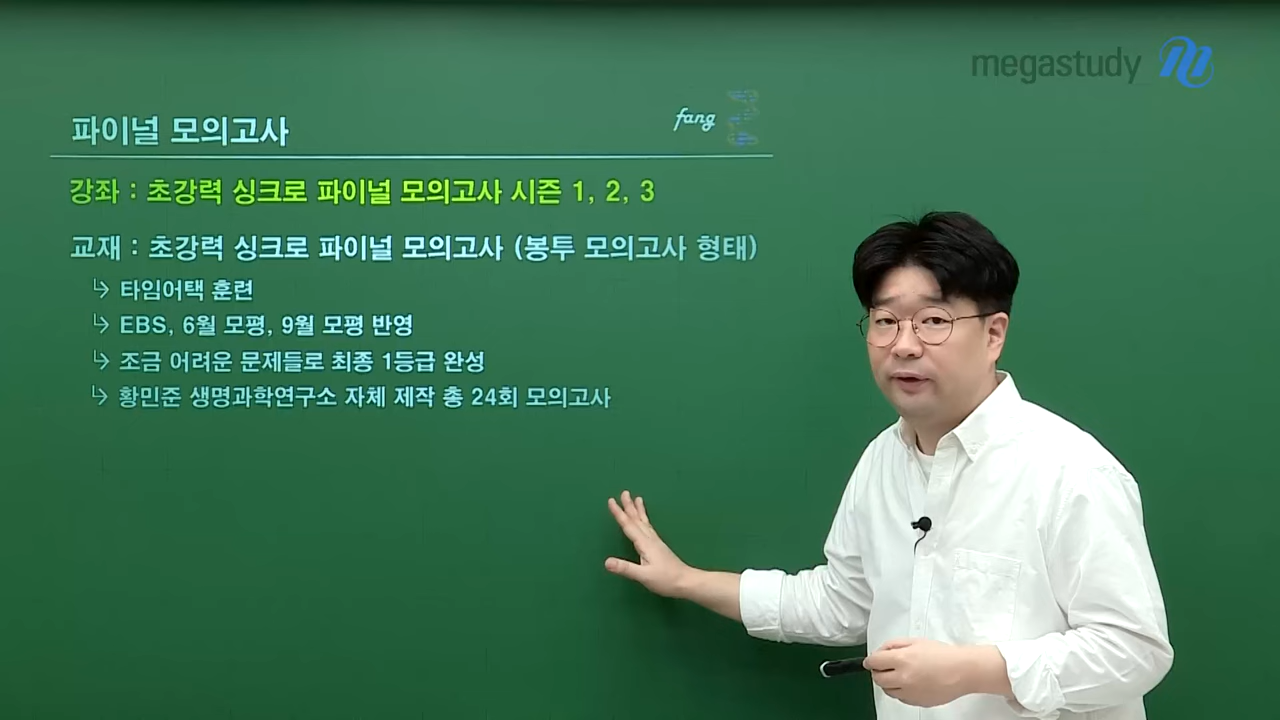 megastudy
파이널 모의고사
fang
강좌 : 초강력 싱크로 파이널 모의고사 시즌 1, 2, 3
교재 : 초강력 싱크로 파이널 모의고사 (봉투 모의고사 형태)
↳ 타임어택 훈련
↳ EBS, 6월 모평, 9월 모평 반영
↳ 조금 어려운 문제들로 최종 1등급 완성
↳ 황민준 생명과학연구소 자체 제작 총 24회 모의고사